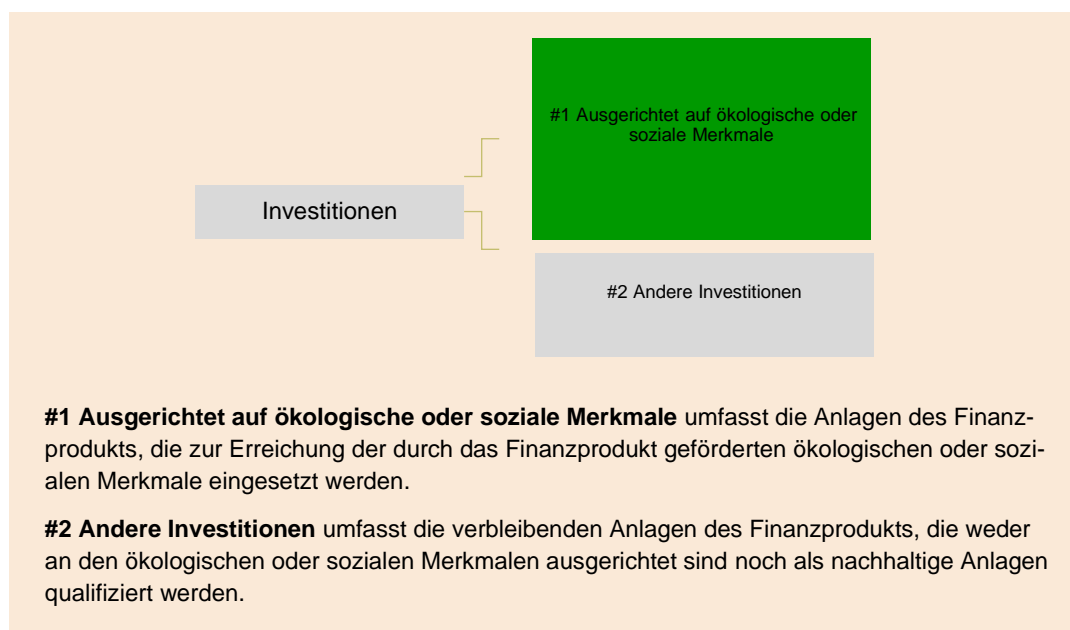 #1 Ausgerichtet auf ökologische oder
soziale Merkmale
Investitionen
#2 Andere Investitionen
#1 Ausgerichtet auf ökologische oder soziale Merkmale umfasst die Anlagen des Finanz-
produkts, die zur Erreichung der durch das Finanzprodukt geförderten ökologischen oder sozi-
alen Merkmale eingesetzt werden.
#2 Andere Investitionen umfasst die verbleibenden Anlagen des Finanzprodukts, die weder
an den ökologischen oder sozialen Merkmalen ausgerichtet sind noch als nachhaltige Anlagen
qualifiziert werden.